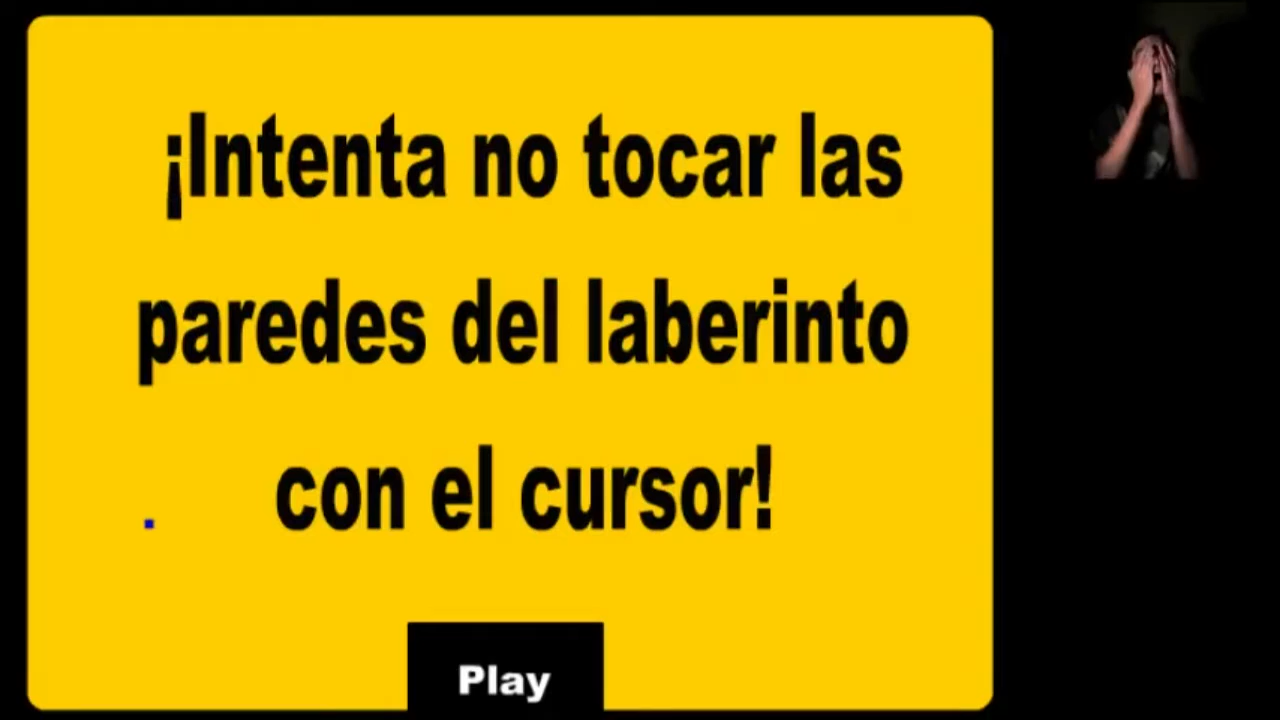 ¡Intenta no tocar las
paredes del laberinto
con el cursor!
Play